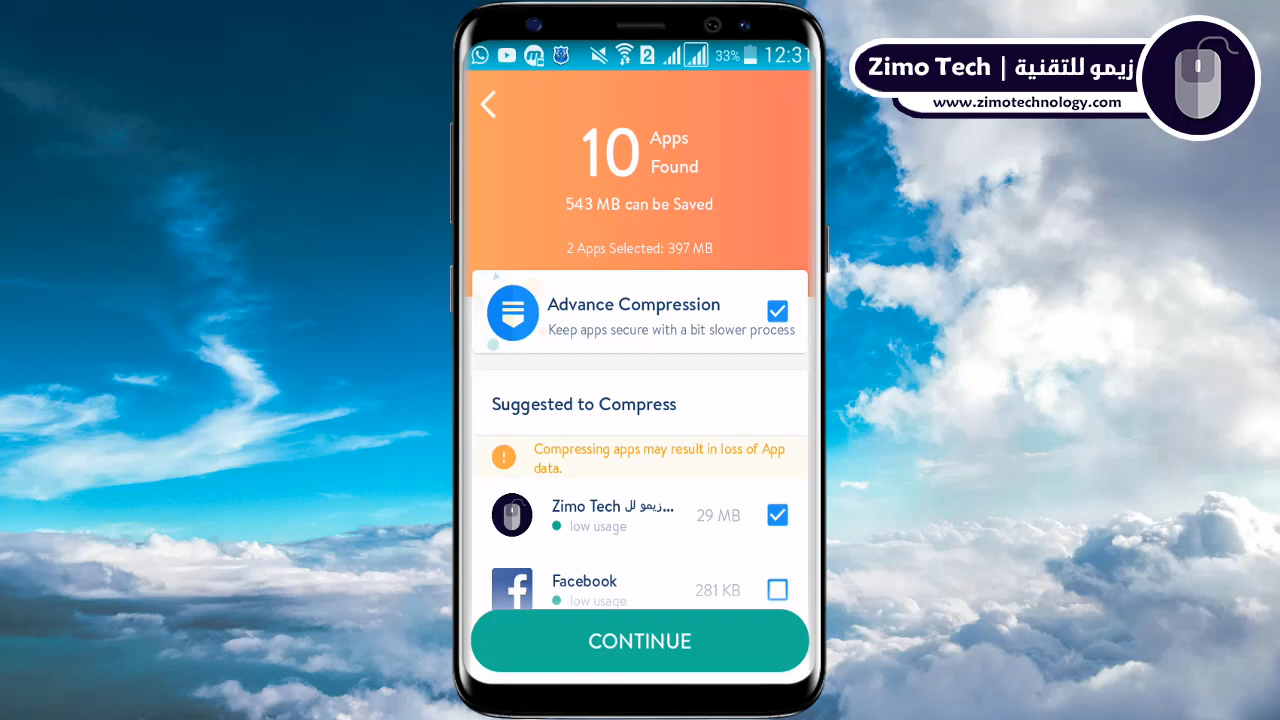 33% 12:31
Zimo Tech | زيمو للتقنية
www.zimotechnology.com
10 Apps Found
543 MB can be Saved
2 Apps Selected: 397 MB
Advance Compression
Keep apps secure with a bit slower process
Suggested to Compress
Compressing apps may result in loss of App
data.
Zimo Tech زيمو لل... 29 MB
low usage
Facebook 281 KB
low usage
CONTINUE